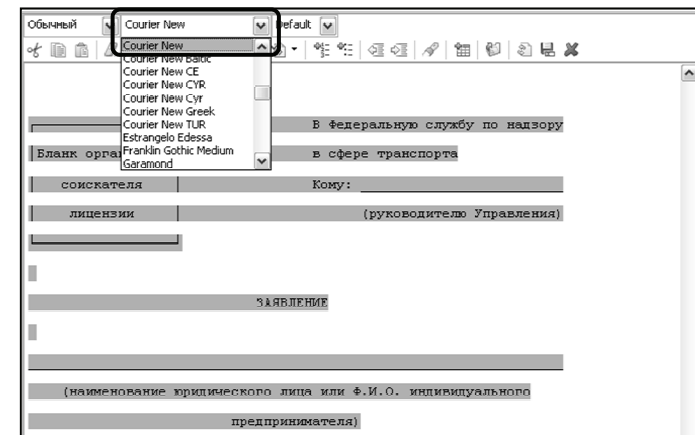 Обычный Courier New Default
Courier New
Courier New Baltic
Courier New CE
Courier New CYR
Courier New Cyr
Courier New Greek
Courier New TUR
Estrangelo Edessa
Franklin Gothic Medium
Garamond
В Федеральную службу по надзору
Бланк орга в сфере транспорта
соискателя Кому:
лицензии (руководителю Управления)
ЗАЯВЛЕНИЕ
(наименование юридического лица или Ф.И.О. индивидуального
предпринимателя)